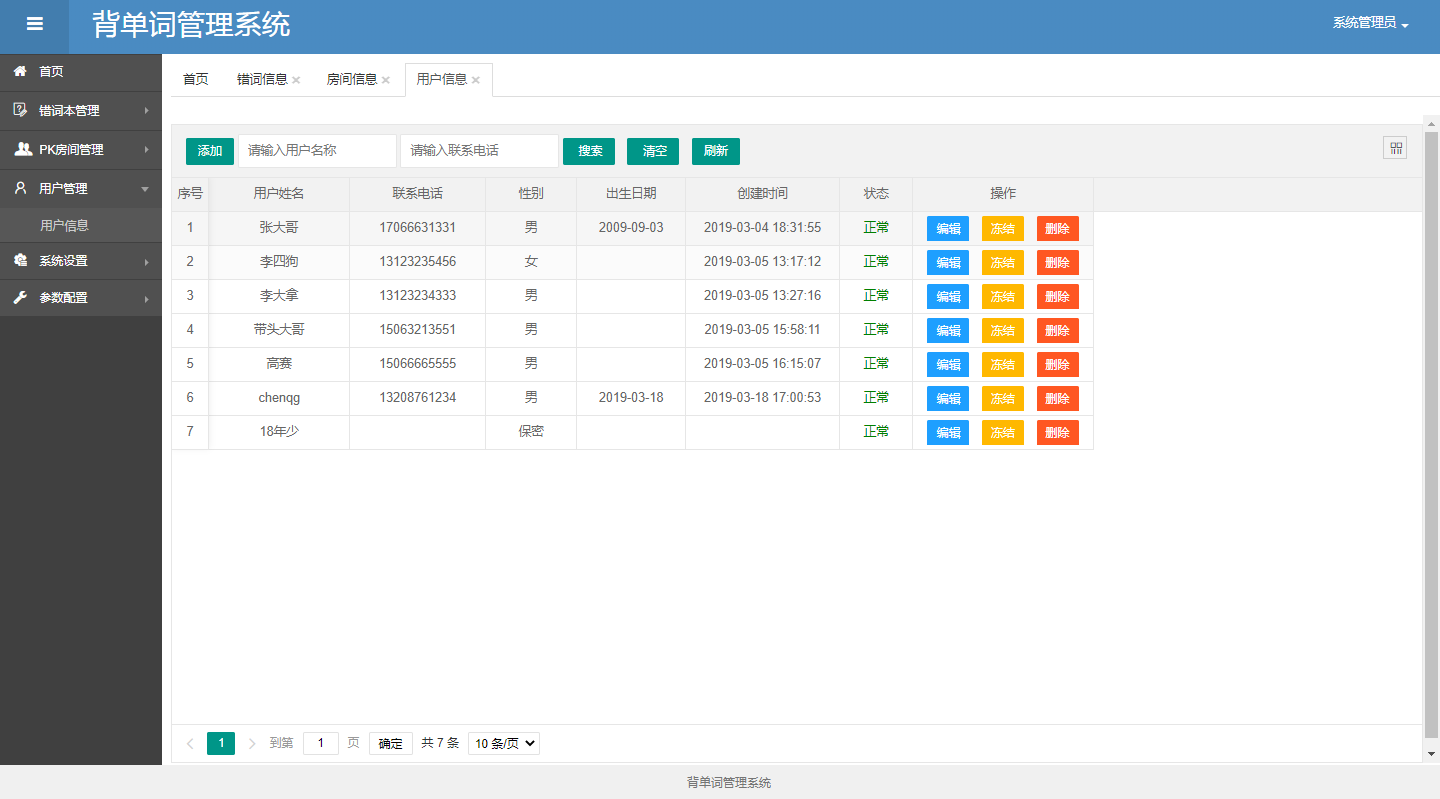 背单词管理系统
系统管理员
首页
错词本管理
PK房间管理
用户管理
用户信息
系统设置
参数配置
首页 错词信息 房间信息 用户信息
添加 请输入用户名称 请输入联系电话 搜索 清空 刷新
序号 用户姓名 联系电话 性别 出生日期 创建时间 状态 操作
1 张大哥 17066631331 男 2009-09-03 2019-03-04 18:31:55 正常 编辑 冻结 删除
2 李四狗 13123235456 女 2019-03-05 13:17:12 正常 编辑 冻结 删除
3 李大拿 13123234333 男 2019-03-05 13:27:16 正常 编辑 冻结 删除
4 带头大哥 15063213551 男 2019-03-05 15:58:11 正常 编辑 冻结 删除
5 高赛 15066665555 男 2019-03-05 16:15:07 正常 编辑 冻结 删除
6 chenqg 13208761234 男 2019-03-18 2019-03-18 17:00:53 正常 编辑 冻结 删除
7 18年少 保密 正常 编辑 冻结 删除
1 到第 1 页 确定 共 7 条 10 条/页
背单词管理系统